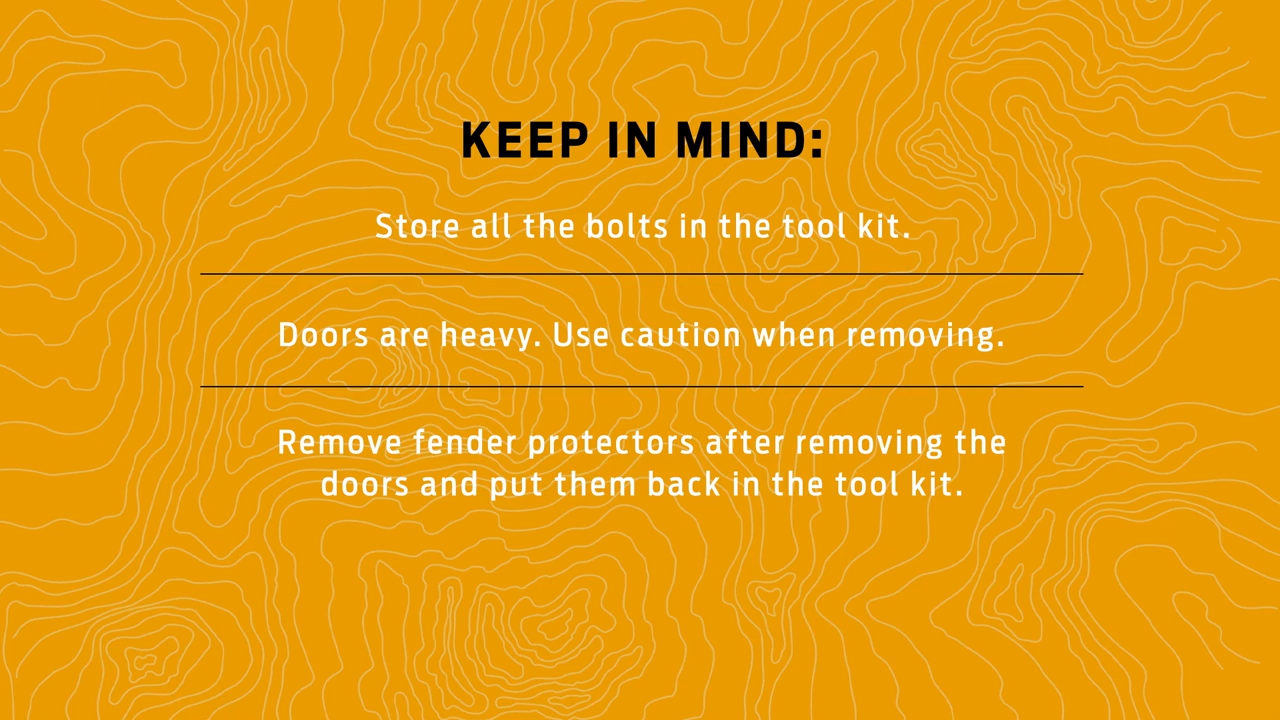 KEEP IN MIND:
Store all the bolts in the tool kit.
Doors are heavy. Use caution when removing.
Remove fender protectors after removing the
doors and put them back in the tool kit.